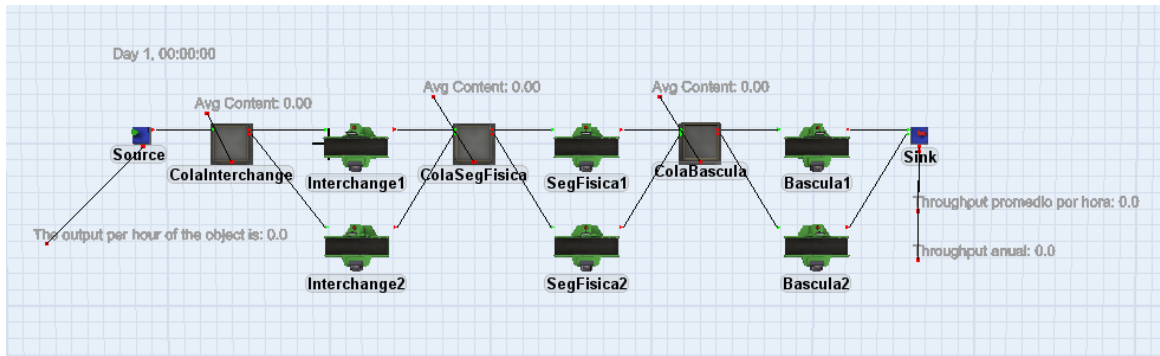 Day 1, 00:00:00
Avg Content: 0.00
Avg Content: 0.00
Avg Content: 0.00
Source
ColaInterchange
Interchange1
ColaSegFisica
SegFisica1
ColaBascula
Bascula1
Sink
The output per hour of the object is: 0.0
Throughput promedio por hora: 0.0
Throughput anual: 0.0
Interchange2
SegFisica2
Bascula2